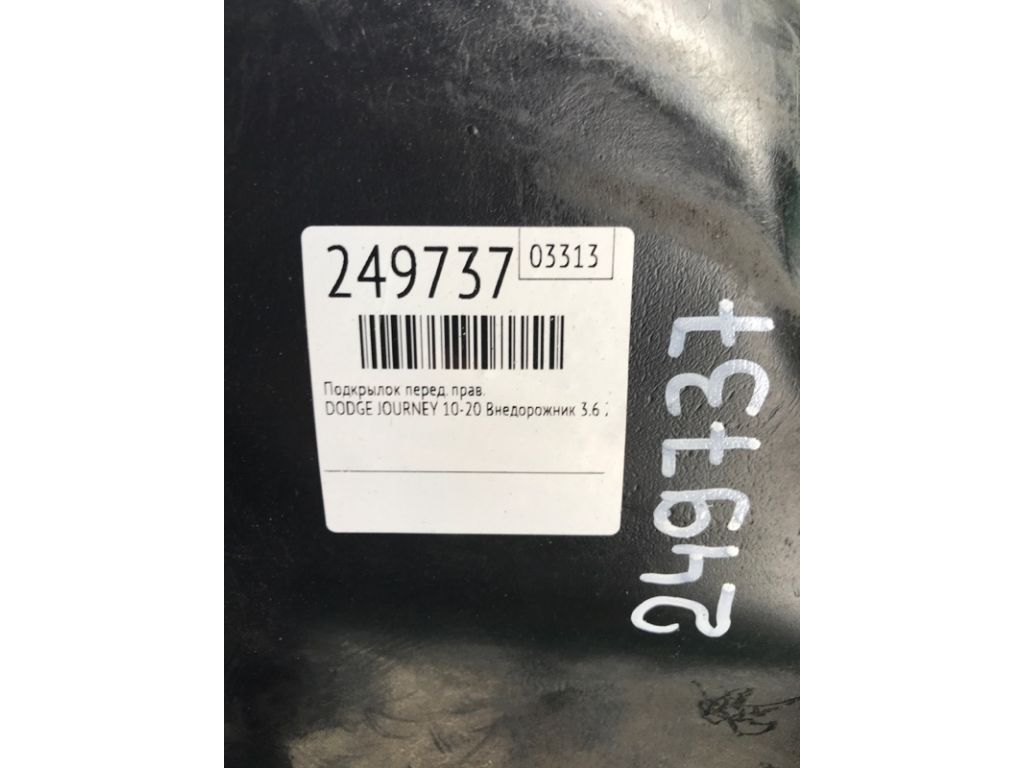 249737 03313
Подкрылок перед. прав.
DODGE JOURNEY 10-20 Внедорожник 3.6
249737